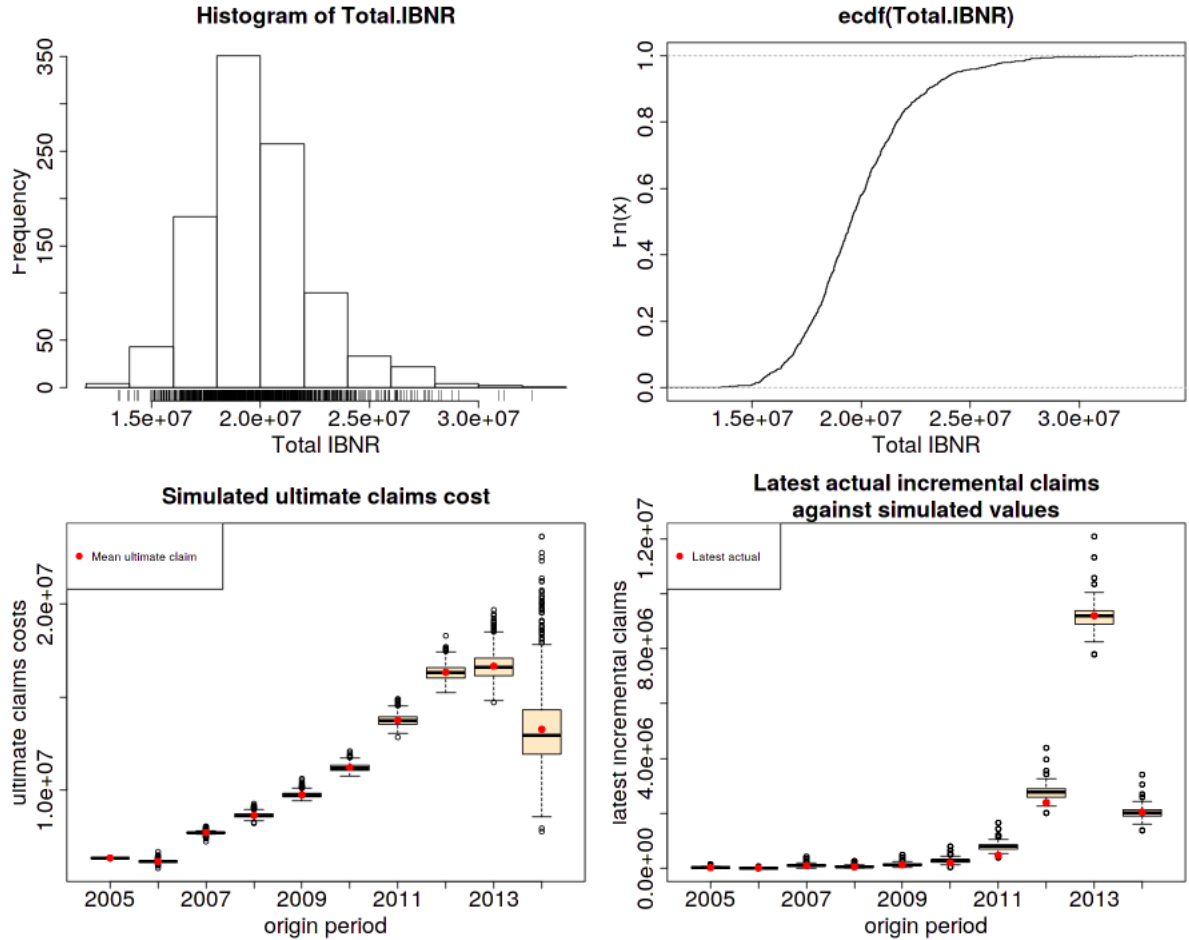 Histogram of Total.IBNR
Frequency
350
250
150
50
0
1.5e+07 2.0e+07 2.5e+07 3.0e+07
Total IBNR
ecdf(Total.IBNR)
Fn(x)
1.0
0.8
0.6
0.4
0.2
0.0
1.5e+07 2.0e+07 2.5e+07 3.0e+07
Total IBNR
Simulated ultimate claims cost
Mean ultimate claim
ultimate claims costs
2.0e+07
1.0e+07
2005 2007 2009 2011 2013
origin period
Latest actual incremental claims
against simulated values
Latest actual
latest incremental claims
1.2e+07
8.0e+06
4.0e+06
0.0e+00
2005 2007 2009 2011 2013
origin period